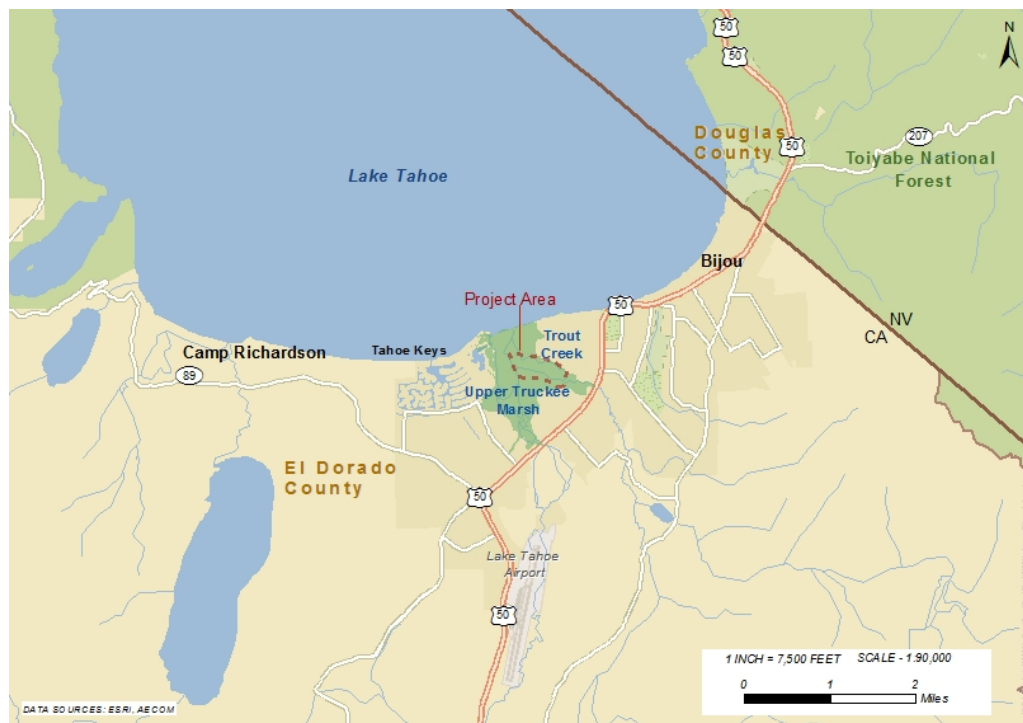 50
N
50
207
Douglas
County
50
Toiyabe National
Forest
Lake Tahoe
Bijou
Project Area
50
NV
CA
Trout
Creek
Tahoe Keys
Camp Richardson
89
Upper Truckee
Marsh
El Dorado
County
50
Lake Tahoe
Airport
50
1 INCH = 7,500 FEET SCALE - 1:90,000
0 1 2
Miles
DATA SOURCES: ESRI, AECOM